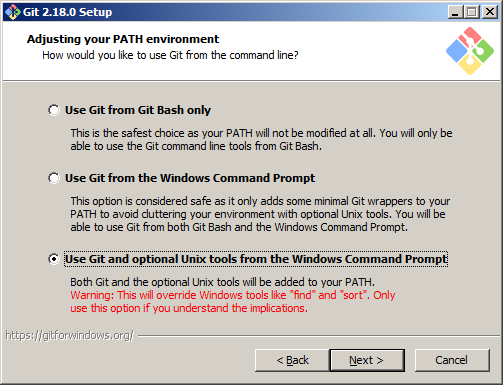 Git 2.18.0 Setup
Adjusting your PATH environment
How would you like to use Git from the command line?
Use Git from Git Bash only
This is the safest choice as your PATH will not be modified at all. You will only be
able to use the Git command line tools from Git Bash.
Use Git from the Windows Command Prompt
This option is considered safe as it only adds some minimal Git wrappers to your
PATH to avoid cluttering your environment with optional Unix tools. You will be
able to use Git from both Git Bash and the Windows Command Prompt.
Use Git and optional Unix tools from the Windows Command Prompt
Both Git and the optional Unix tools will be added to your PATH.
Warning: This will override Windows tools like "find" and "sort". Only
use this option if you understand the implications.
https://gitforwindows.org/
< Back Next > Cancel